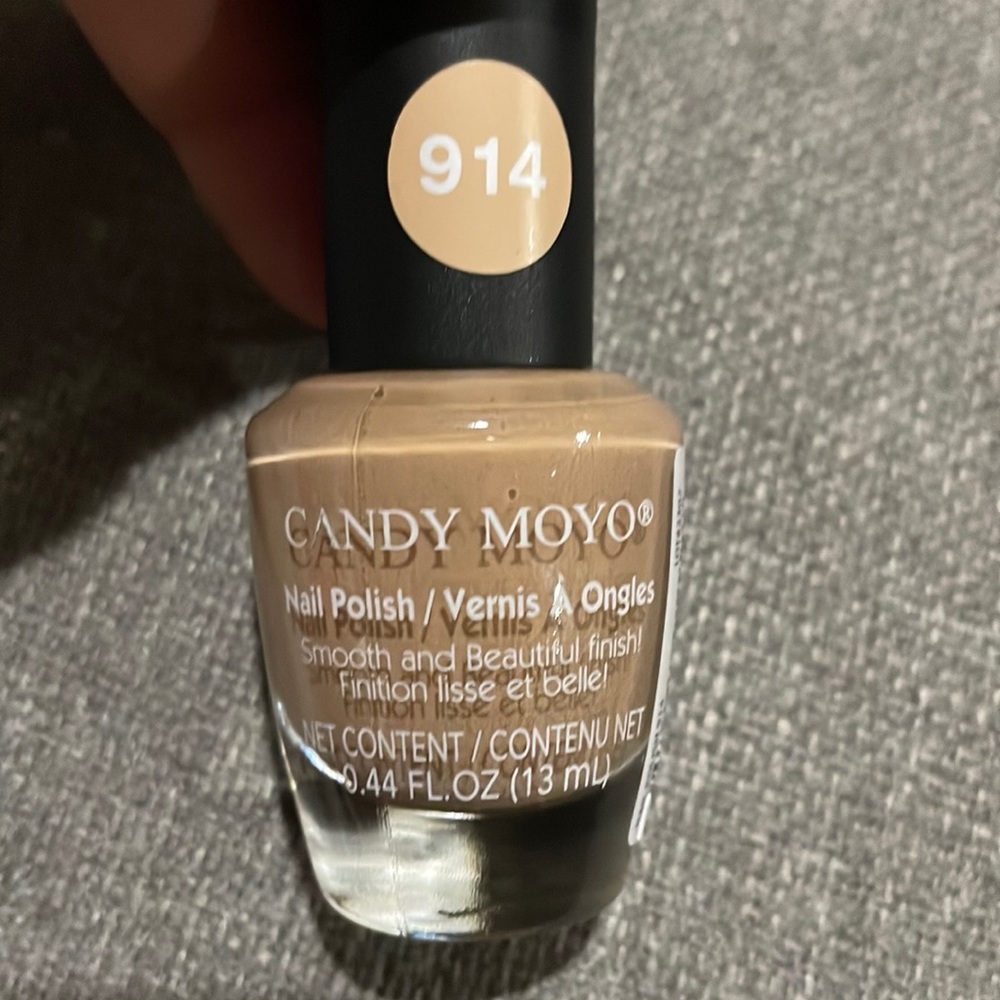 914
CANDY MOYO®
Nail Polish / Vernis À Ongles
Smooth and Beautiful finish!
Finition lisse et belle!
NET CONTENT / CONTENU NET
0.44 FL.OZ (13 mL)